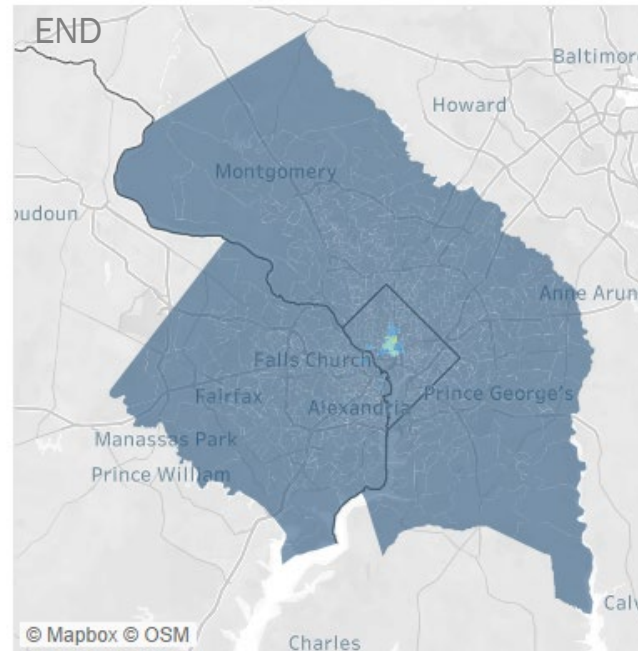 END
Baltimore
Howard
Montgomery
oudoun
Anne Arun
Falls Church
Fairfax
Prince George's
Alexandria
Manassas Park
Prince William
Calv
© Mapbox © OSM
Charles